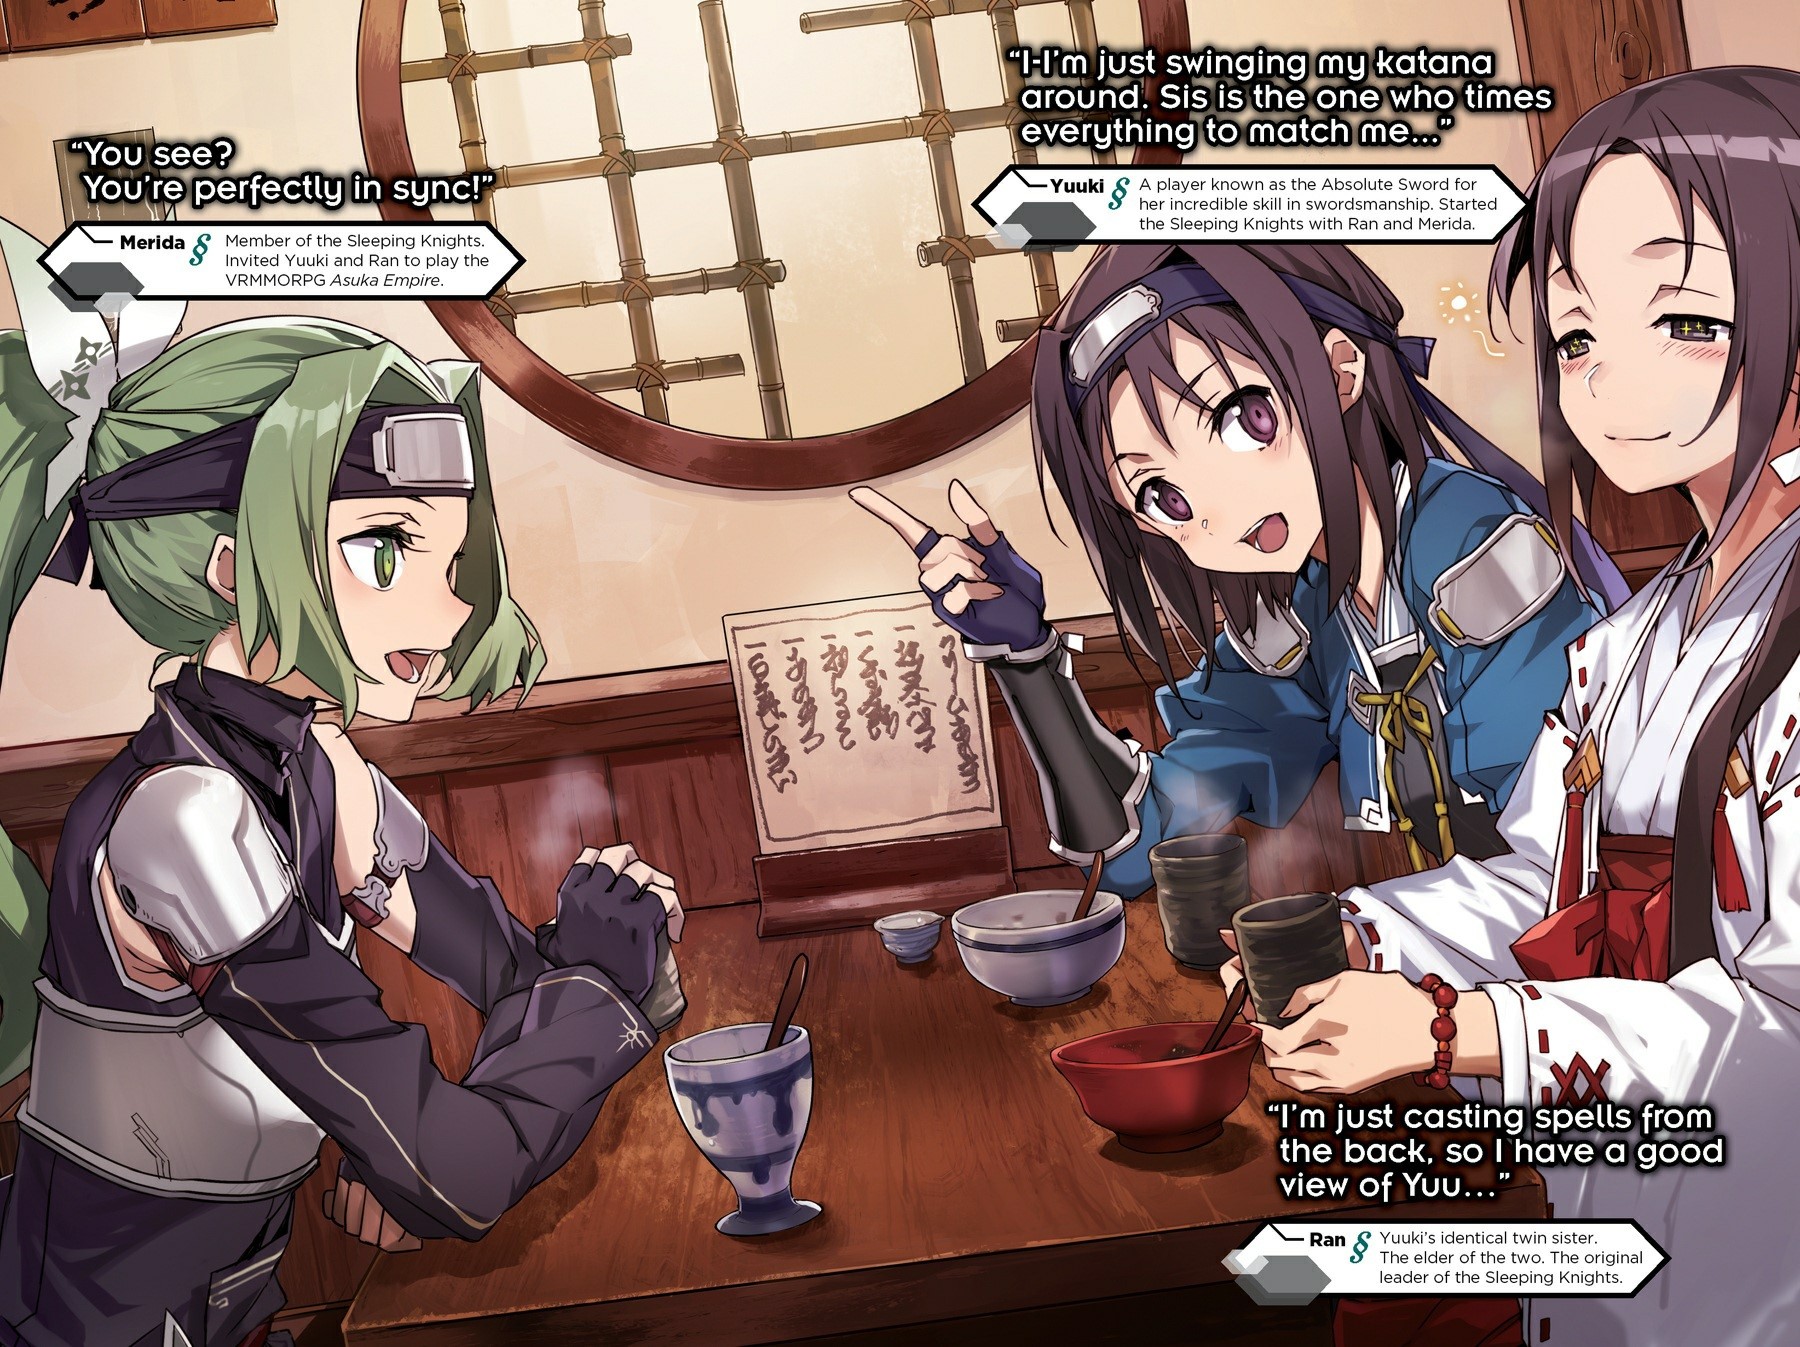 “You see?
You’re perfectly in sync!”
Merida § Member of the Sleeping Knights.
Invited Yuuki and Ran to play the
VRMMORPG Asuka Empire.
“I-I’m just swinging my katana
around. Sis is the one who times
everything to match me...”
Yuuki § A player known as the Absolute Sword for
her incredible skill in swordsmanship. Started
the Sleeping Knights with Ran and Merida.
“I’m just casting spells from
the back, so I have a good
view of Yuu...”
Ran § Yuuki’s identical twin sister.
The elder of the two. The original
leader of the Sleeping Knights.